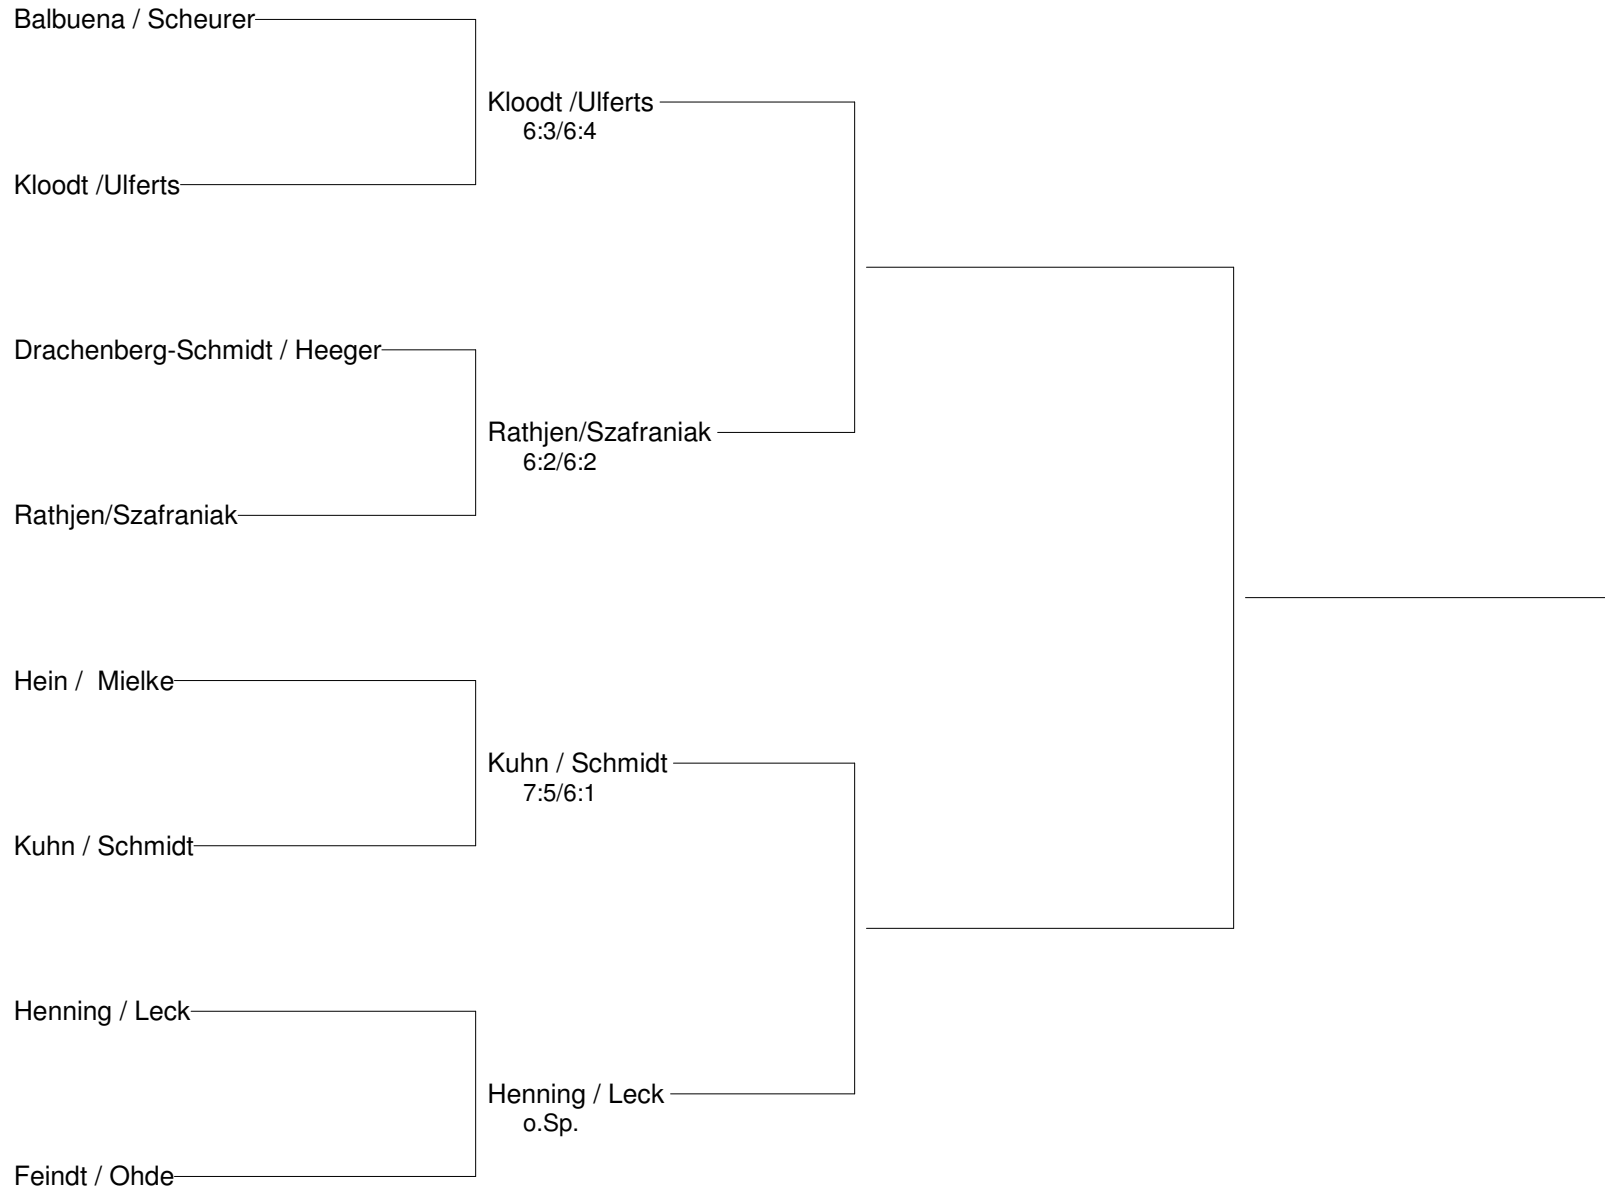 Balbuena / Scheurer
Kloodt /Ulferts
6:3/6:4
Kloodt /Ulferts
Drachenberg-Schmidt / Heeger
Rathjen/Szafraniak
6:2/6:2
Rathjen/Szafraniak
Hein /  Mielke
Kuhn / Schmidt
7:5/6:1
Kuhn / Schmidt
Henning / Leck
Henning / Leck
o.Sp.
Feindt / Ohde